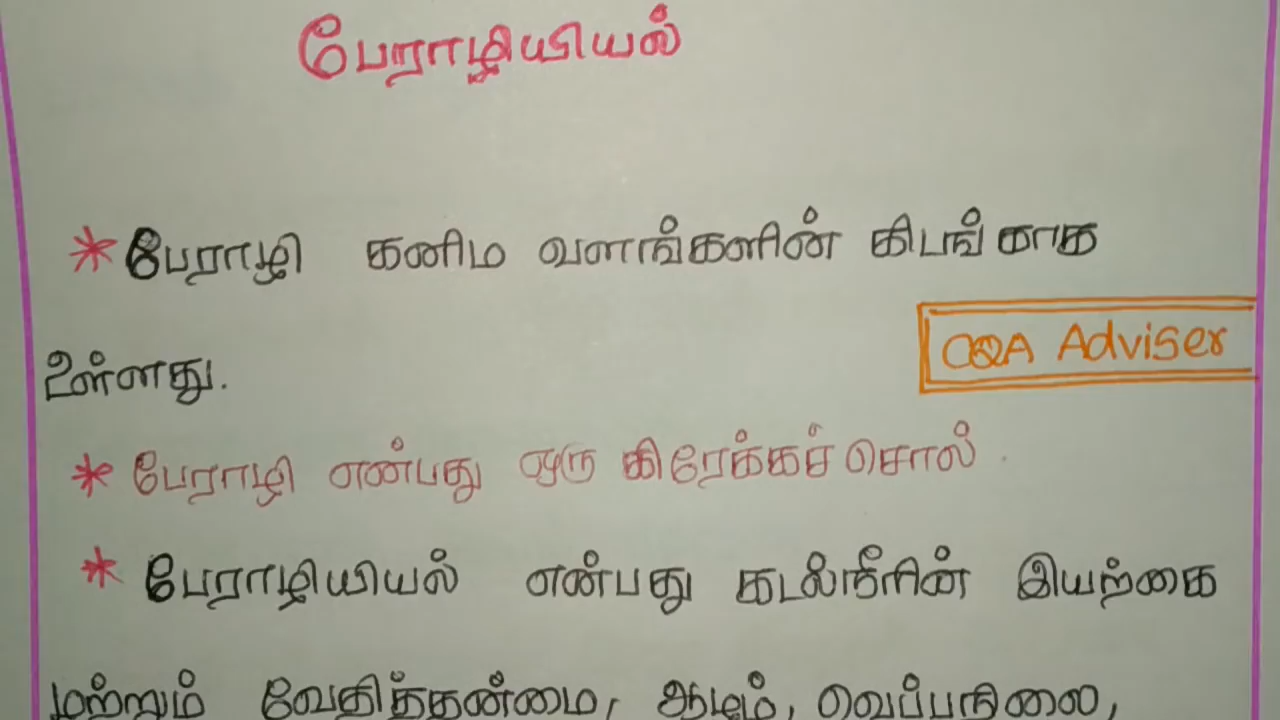 பேராழியியல்
* பேராழி கனிம வளங்களின் கிடங்காக
உள்ளது.
Q&A Adviser
* பேராழி என்பது ஒரு கிரேக்கச் சொல்.
* பேராழியியல் என்பது கடல்நீரின் இயற்கை
மற்றும் வேதித்தன்மை, ஆழம், வெப்பநிலை,